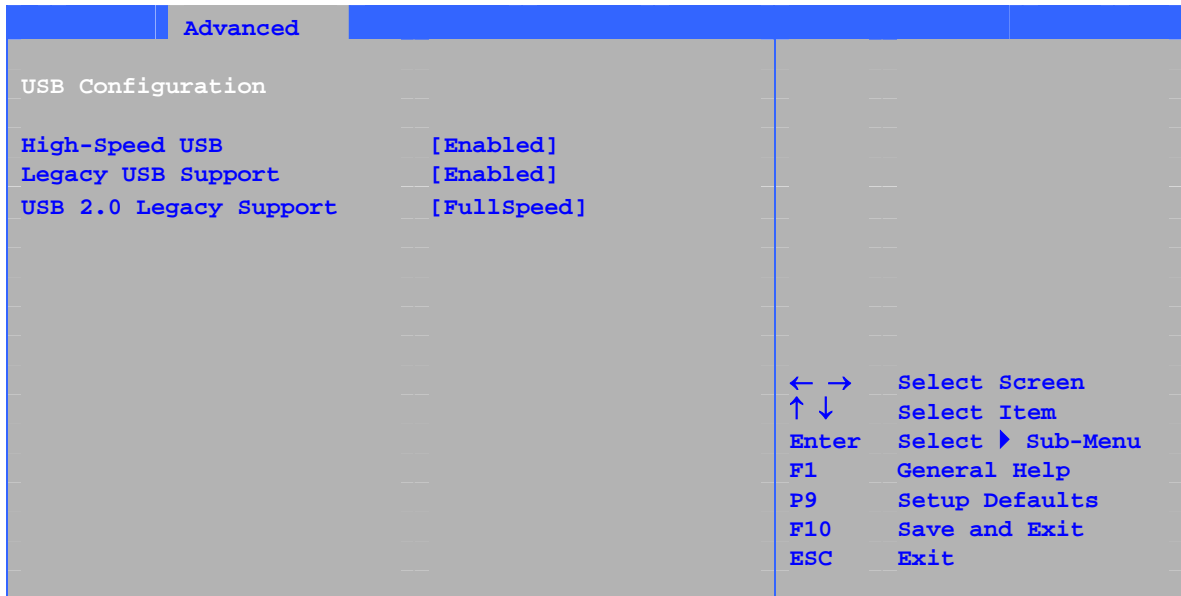 Advanced
USB Configuration
High-Speed USB [Enabled]
Legacy USB Support [Enabled]
USB 2.0 Legacy Support [FullSpeed]
← → Select Screen
↑ ↓ Select Item
Enter Select ▶ Sub-Menu
F1 General Help
P9 Setup Defaults
F10 Save and Exit
ESC Exit